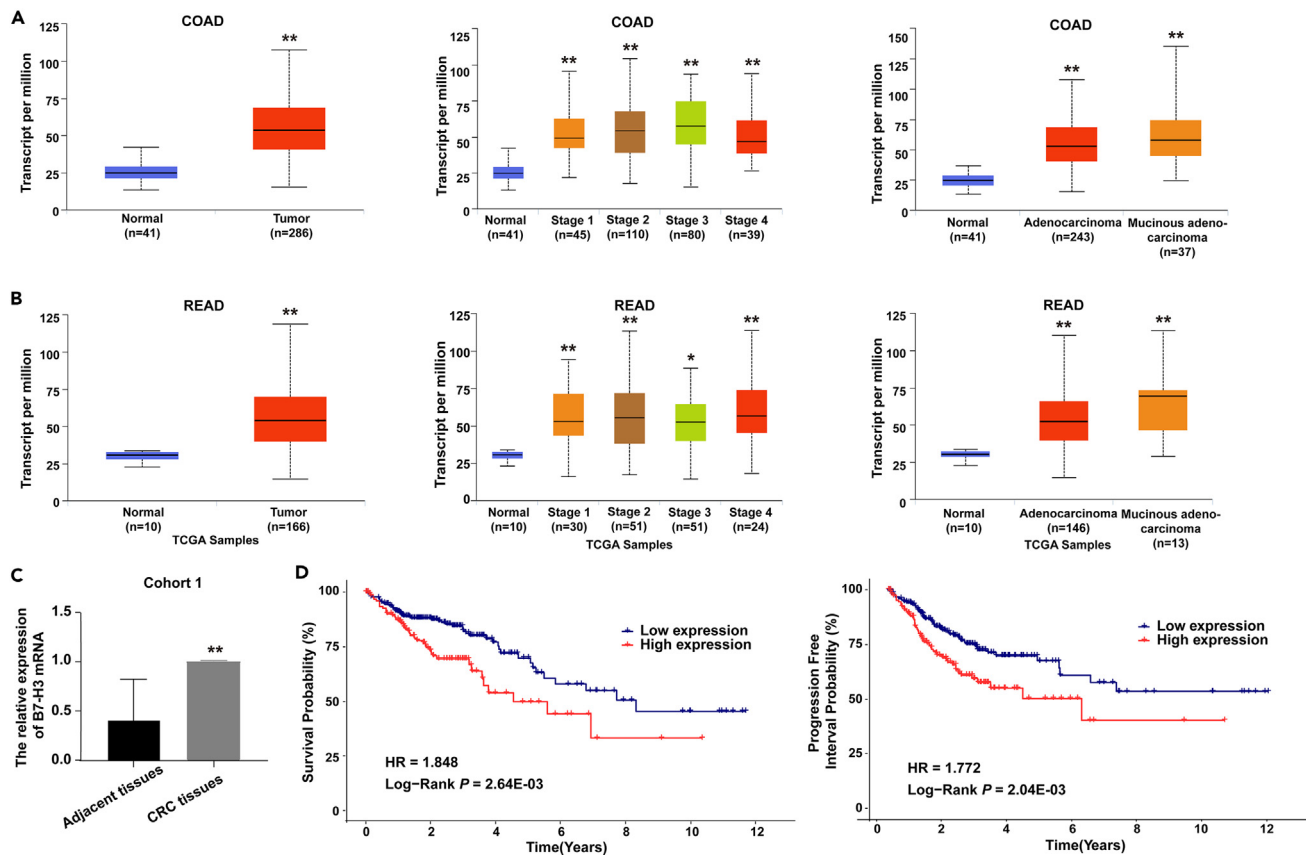 A
COAD
**
Transcript per million
125
100
75
50
25
0
Normal
(n=41)
Tumor
(n=286)
COAD
**
**
**
**
Transcript per million
125
100
75
50
25
0
Normal
(n=41)
Stage 1
(n=45)
Stage 2
(n=110)
Stage 3
(n=80)
Stage 4
(n=39)
COAD
**
**
Transcript per million
150
125
100
75
50
25
0
Normal
(n=41)
Adenocarcinoma
(n=243)
Mucinous adeno-
carcinoma
(n=37)
B
READ
**
Transcript per million
125
100
75
50
25
0
Normal
(n=10)
Tumor
(n=166)
TCGA Samples
READ
**
**
*
**
Transcript per million
125
100
75
50
25
0
Normal
(n=10)
Stage 1
(n=30)
Stage 2
(n=51)
Stage 3
(n=51)
Stage 4
(n=24)
TCGA Samples
READ
**
**
Transcript per million
125
100
75
50
25
0
Normal
(n=10)
Adenocarcinoma
(n=146)
Mucinous adeno-
carcinoma
(n=13)
TCGA Samples
C
Cohort 1
**
The relative expression
of B7-H3 mRNA
1.5
1.0
0.5
0.0
Adjacent tissues
CRC tissues
D
Survival Probability (%)
100
75
50
25
0
Low expression
High expression
HR = 1.848
Log-Rank P = 2.64E-03
0 2 4 6 8 10 12
Time(Years)
Progression Free
Interval Probability (%)
100
75
50
25
0
Low expression
High expression
HR = 1.772
Log-Rank P = 2.04E-03
0 2 4 6 8 10 12
Time(Years)